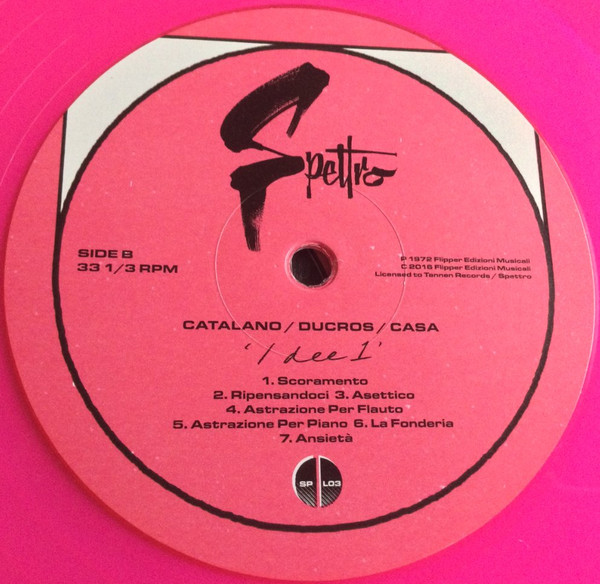 Spettro
SIDE B
33 1/3 RPM
℗ 1972 Flipper Edizioni Musicali
© 2016 Flipper Edizioni Musicali
Licensed to Tannen Records / Spettro
CATALANO / DUCROS / CASA
'Idee 1'
1. Scoramento
2. Ripensandoci 3. Asettico
4. Astrazione Per Flauto
5. Astrazione Per Piano 6. La Fonderia
7. Ansietà
SP L03